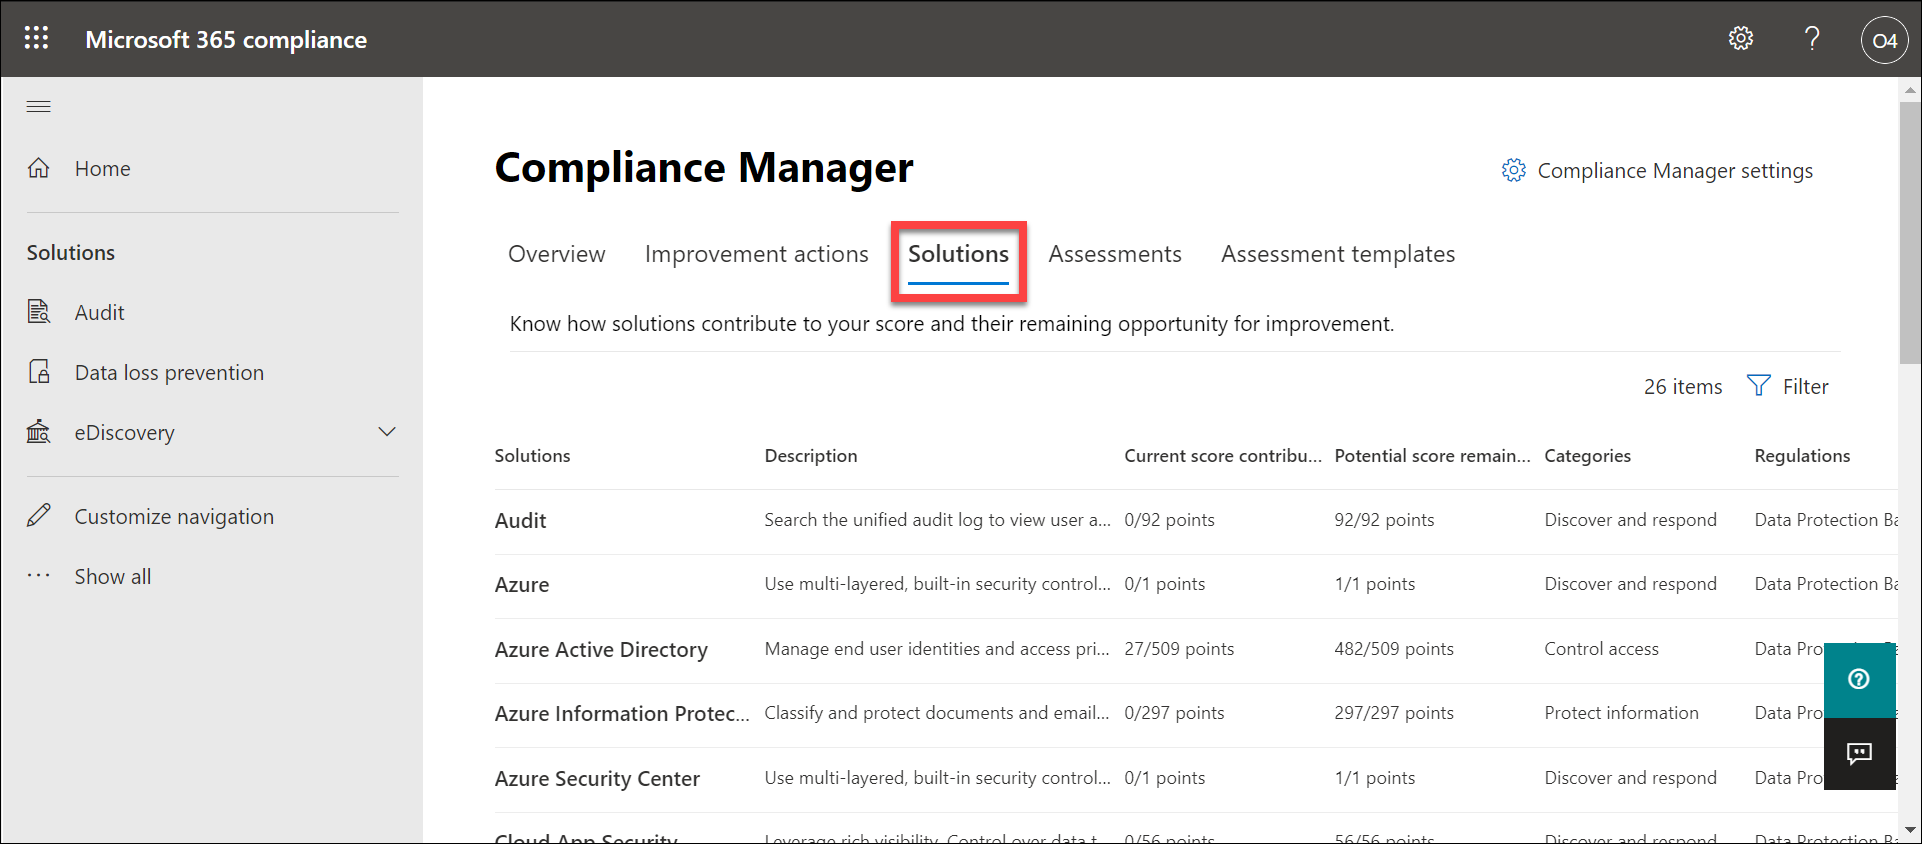 Microsoft 365 compliance
O4
Home
Solutions
Audit
Data loss prevention
eDiscovery
Customize navigation
Show all
Compliance Manager
Compliance Manager settings
Overview Improvement actions Solutions Assessments Assessment templates
Know how solutions contribute to your score and their remaining opportunity for improvement.
26 items Filter
Solutions Description Current score contribu... Potential score remain... Categories Regulations
Audit Search the unified audit log to view user a... 0/92 points 92/92 points Discover and respond Data Protection Ba
Azure Use multi-layered, built-in security control... 0/1 points 1/1 points Discover and respond Data Protection Ba
Azure Active Directory Manage end user identities and access pri... 27/509 points 482/509 points Control access Data Pro
Azure Information Protec... Classify and protect documents and email... 0/297 points 297/297 points Protect information Data Pro
Azure Security Center Use multi-layered, built-in security control... 0/1 points 1/1 points Discover and respond Data Pro
Cloud App Security Leverage rich visibility, Control over data t... 0/56 points 56/56 points Discover and respond Data Pro